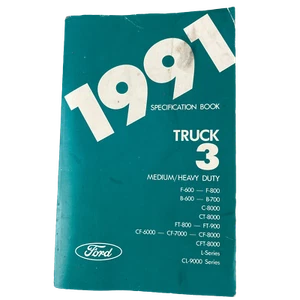 1991
SPECIFICATION BOOK
TRUCK
3
MEDIUM/HEAVY DUTY
F-600 — F-800
B-600 — B-700
C-8000
CT-8000
FT-800 — FT-900
CF-6000 — CF-7000 — CF-8000
CFT-8000
L-Series
CL-9000 Series
Ford